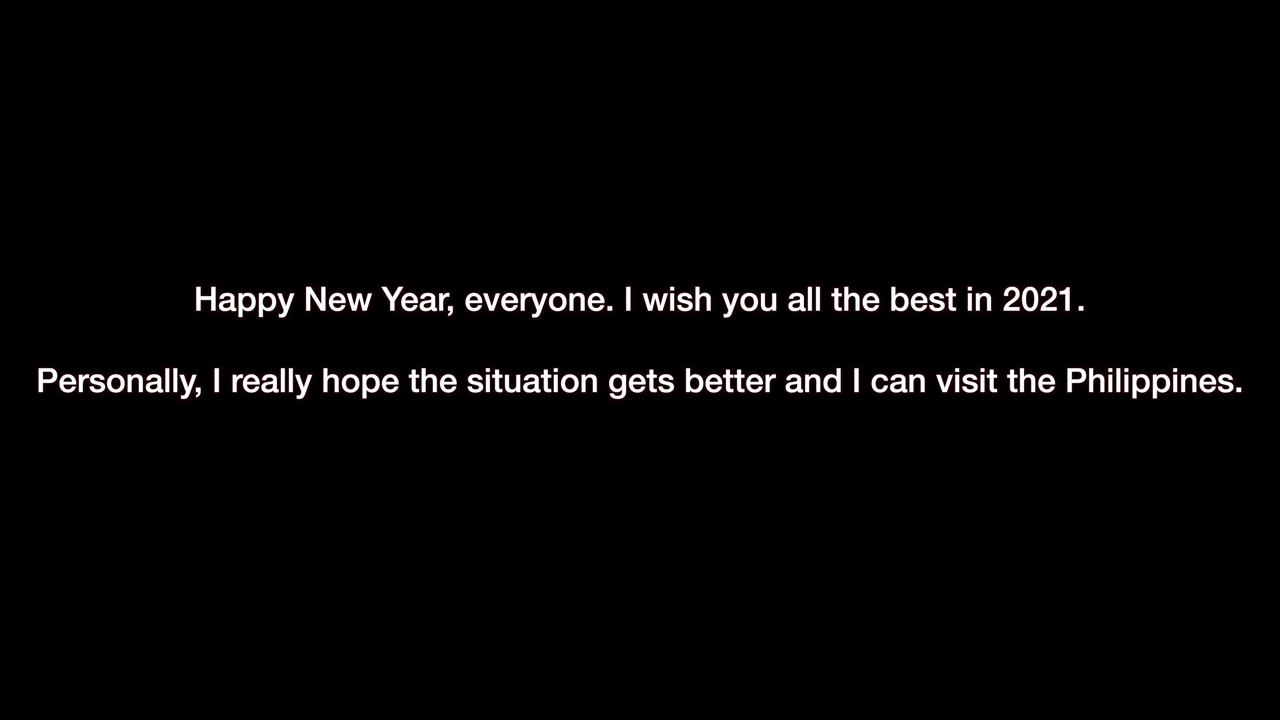 Happy New Year, everyone. I wish you all the best in 2021.
Personally, I really hope the situation gets better and I can visit the Philippines.